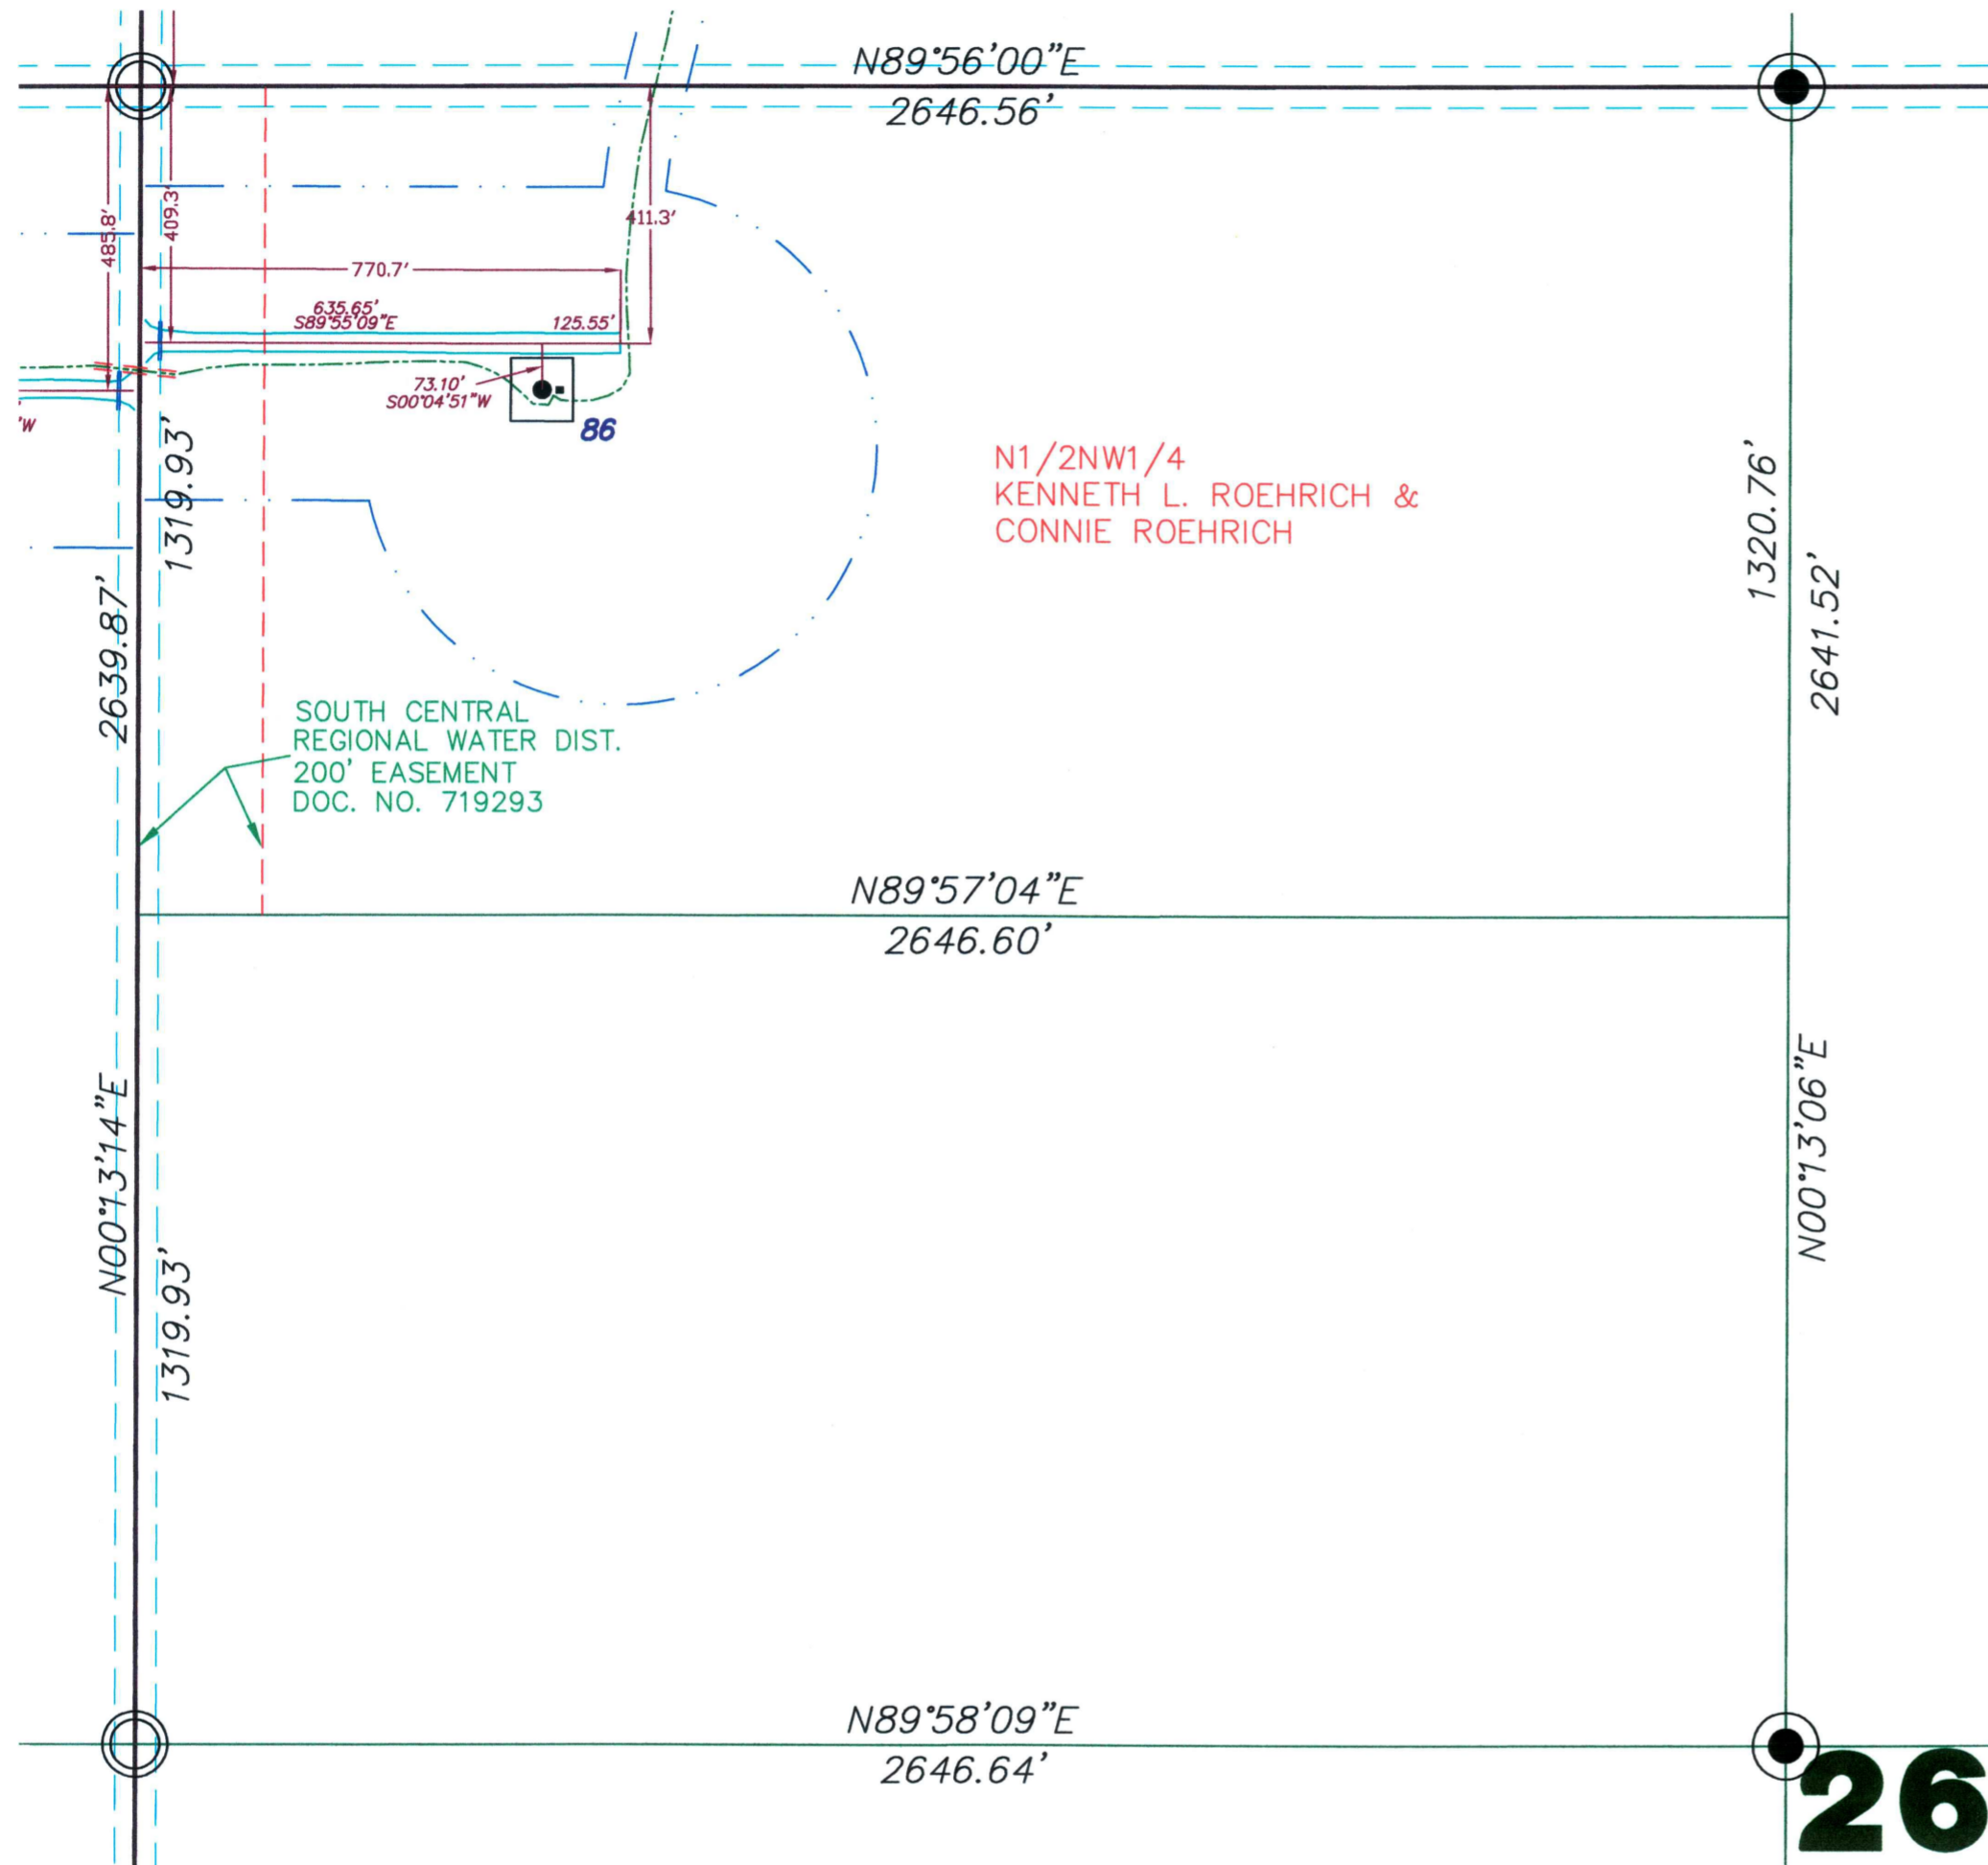 N89°56'00"E
2646.56'
485.8'
409.3'
411.3'
770.7'
635.65'
S89°55'09"E
125.55'
73.10'
S00°04'51"W
86
'W
1319.93'
2639.87'
N1/2NW1/4
KENNETH L. ROEHRICH &
CONNIE ROEHRICH
1320.76'
2641.52'
SOUTH CENTRAL
REGIONAL WATER DIST.
200' EASEMENT
DOC. NO. 719293
N89°57'04"E
2646.60'
N00°13'14"E
1319.93'
N00°13'06"E
N89°58'09"E
2646.64'
26